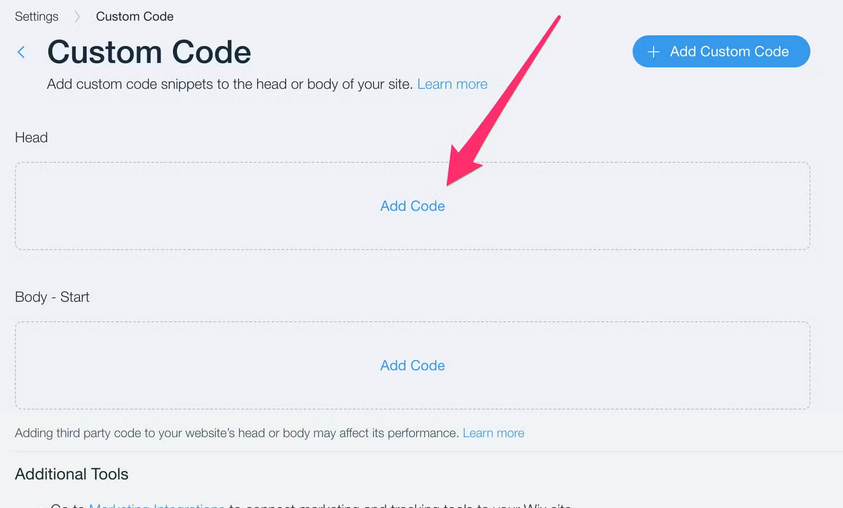 Settings > Custom Code
Custom Code
+ Add Custom Code
Add custom code snippets to the head or body of your site. Learn more
Head
Add Code
Body - Start
Add Code
Adding third party code to your website's head or body may affect its performance. Learn more
Additional Tools
Go to Marketing Integrations to connect marketing and tracking tools to your Wix site